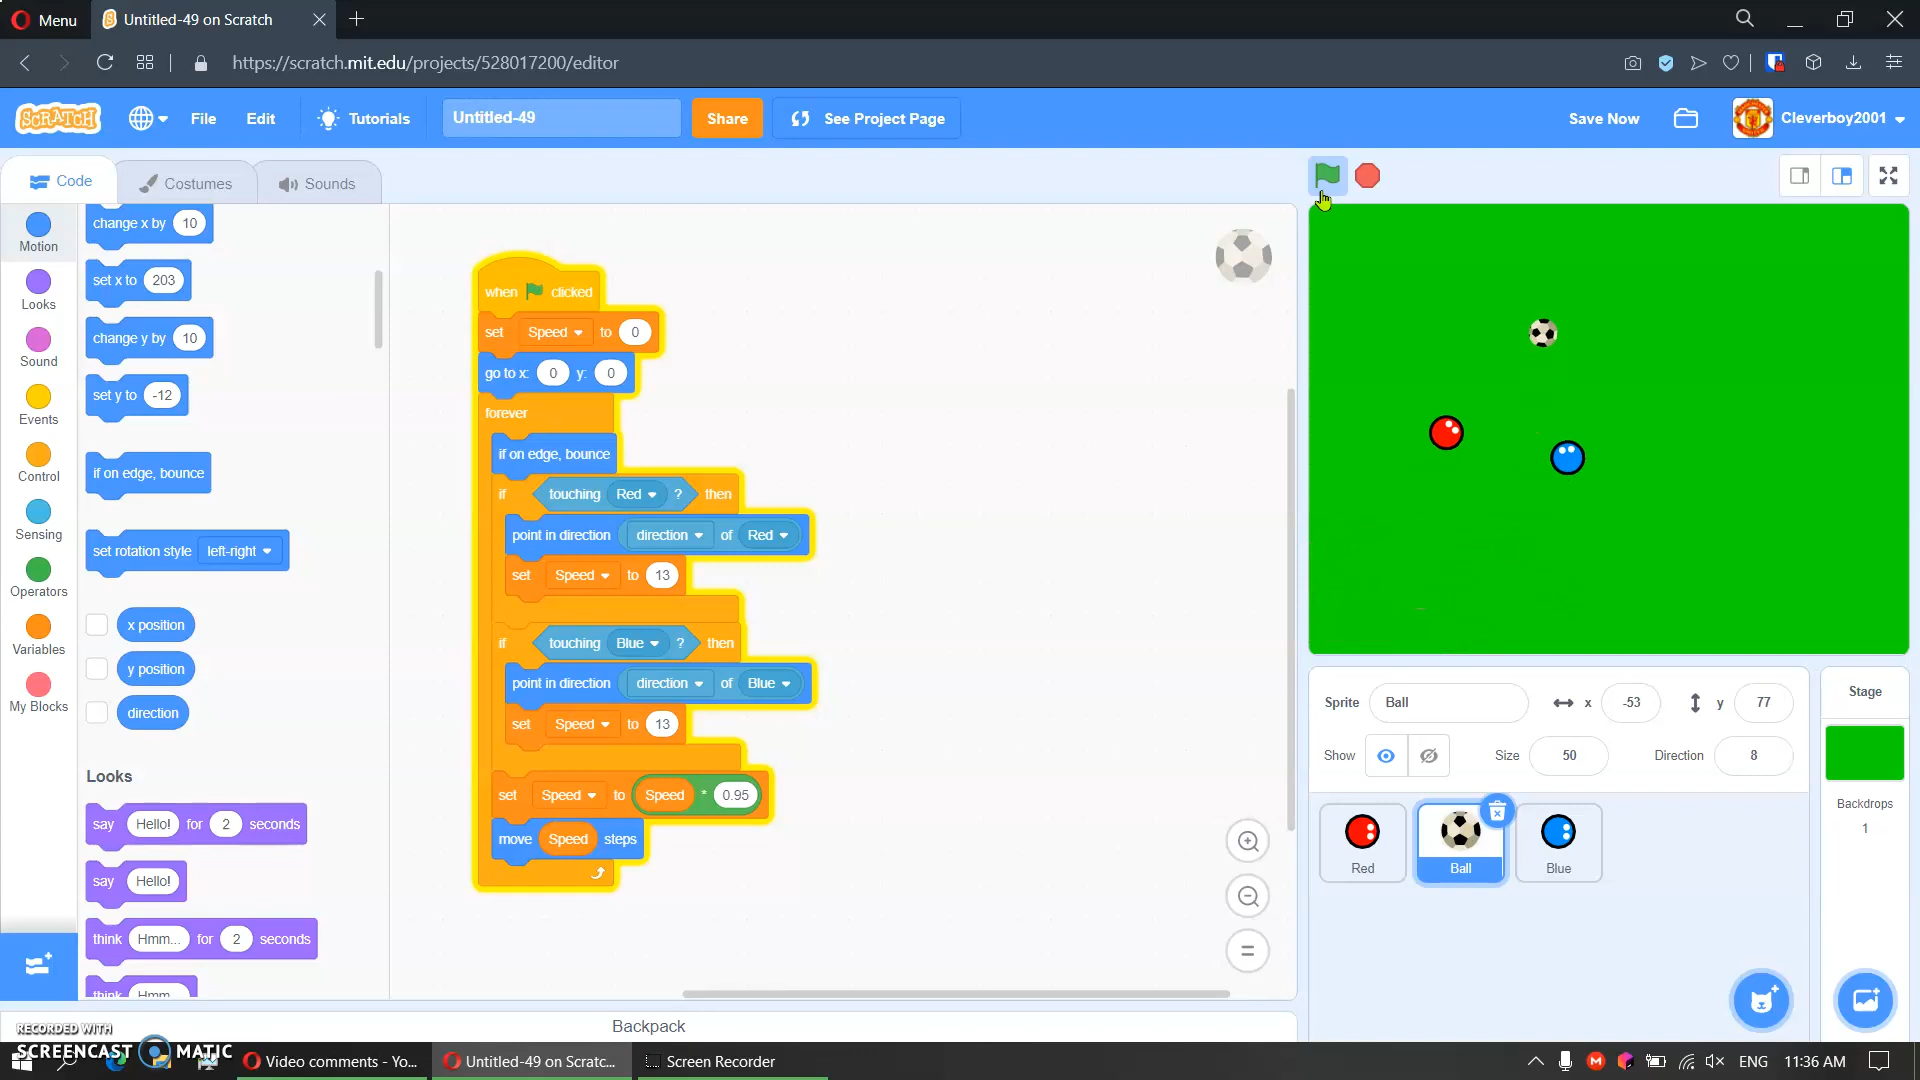 Menu
Untitled-49 on Scratch
https://scratch.mit.edu/projects/528017200/editor
SCRATCH
File
Edit
Tutorials
Untitled-49
Share
See Project Page
Save Now
Cleverboy2001
Code
Costumes
Sounds
Motion
Looks
Sound
Events
Control
Sensing
Operators
Variables
My Blocks
change x by 10
set x to 203
change y by 10
set y to -12
if on edge, bounce
set rotation style left-right
x position
y position
direction
Looks
say Hello! for 2 seconds
say Hello!
think Hmm... for 2 seconds
think Hmm...
when clicked
set Speed to 0
go to x: 0 y: 0
forever
if on edge, bounce
if touching Red ? then
point in direction direction of Red
set Speed to 13
if touching Blue ? then
point in direction direction of Blue
set Speed to 13
set Speed to Speed * 0.95
move Speed steps
Backpack
Sprite Ball x -53 y 77
Show Size 50 Direction 8
Red
Ball
Blue
Stage
Backdrops
1
RECORDED WITH
SCREENCAST MATIC
Video comments - Yo...
Untitled-49 on Scratc...
Screen Recorder
ENG
11:36 AM